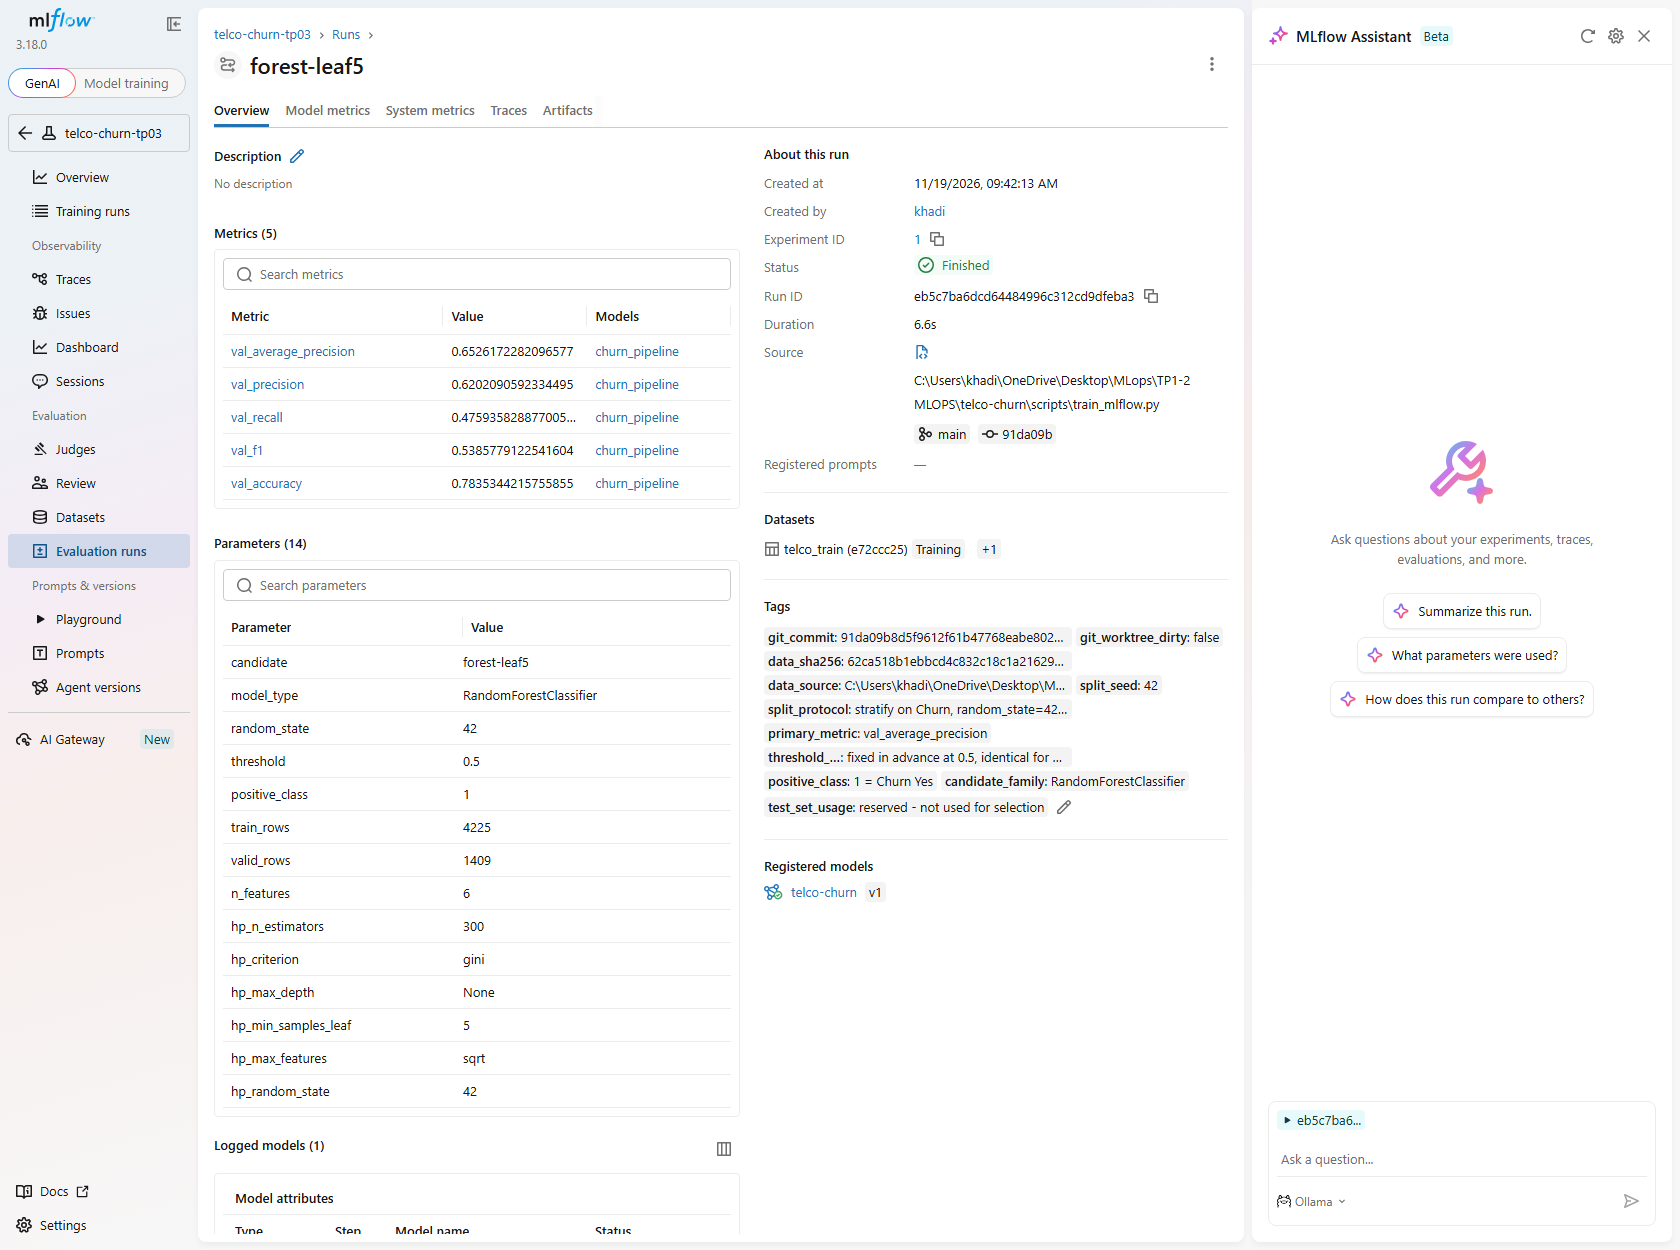 mlflow
3.18.0
GenAI
Model training
telco-churn-tp03
Overview
Training runs
Observability
Traces
Issues
Dashboard
Sessions
Evaluation
Judges
Review
Datasets
Evaluation runs
Prompts & versions
Playground
Prompts
Agent versions
AI Gateway New
Docs
Settings
telco-churn-tp03 › Runs ›
forest-leaf5
Overview Model metrics System metrics Traces Artifacts
Description
No description
Metrics (5)
Search metrics
Metric Value Models
val_average_precision 0.6526172282096577 churn_pipeline
val_precision 0.6202090592334495 churn_pipeline
val_recall 0.475935828877005... churn_pipeline
val_f1 0.5385779122541604 churn_pipeline
val_accuracy 0.7835344215755855 churn_pipeline
Parameters (14)
Search parameters
Parameter Value
candidate forest-leaf5
model_type RandomForestClassifier
random_state 42
threshold 0.5
positive_class 1
train_rows 4225
valid_rows 1409
n_features 6
hp_n_estimators 300
hp_criterion gini
hp_max_depth None
hp_min_samples_leaf 5
hp_max_features sqrt
hp_random_state 42
Logged models (1)
Model attributes
Type Step Model name Status
About this run
Created at 11/19/2026, 09:42:13 AM
Created by khadi
Experiment ID 1
Status Finished
Run ID eb5c7ba6dcd64484996c312cd9dfeba3
Duration 6.6s
Source
C:\Users\khadi\OneDrive\Desktop\MLops\TP1-2
MLOPS\telco-churn\scripts\train_mlflow.py
main 91da09b
Registered prompts —
Datasets
telco_train (e72ccc25) Training +1
Tags
git_commit: 91da09b8d5f9612f61b47768eabe802... git_worktree_dirty: false
data_sha256: 62ca518b1ebbcd4c832c18c1a21629...
data_source: C:\Users\khadi\OneDrive\Desktop\M... split_seed: 42
split_protocol: stratify on Churn, random_state=42...
primary_metric: val_average_precision
threshold_...: fixed in advance at 0.5, identical for ...
positive_class: 1 = Churn Yes candidate_family: RandomForestClassifier
test_set_usage: reserved - not used for selection
Registered models
telco-churn v1
MLflow Assistant Beta
Ask questions about your experiments, traces,
evaluations, and more.
Summarize this run.
What parameters were used?
How does this run compare to others?
eb5c7ba6...
Ask a question...
Ollama